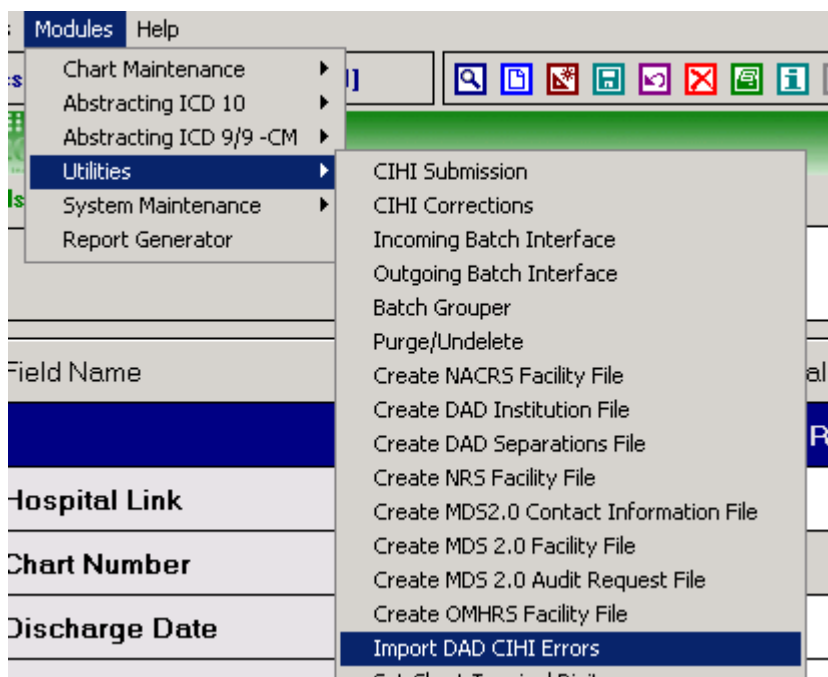 Modules Help
Chart Maintenance
Abstracting ICD 10
Abstracting ICD 9/9 -CM
Utilities
System Maintenance
Report Generator
CIHI Submission
CIHI Corrections
Incoming Batch Interface
Outgoing Batch Interface
Batch Grouper
Purge/Undelete
Create NACRS Facility File
Create DAD Institution File
Create DAD Separations File
Create NRS Facility File
Create MDS2.0 Contact Information File
Create MDS 2.0 Facility File
Create MDS 2.0 Audit Request File
Create OMHRS Facility File
Import DAD CIHI Errors
Field Name
Hospital Link
Chart Number
Discharge Date